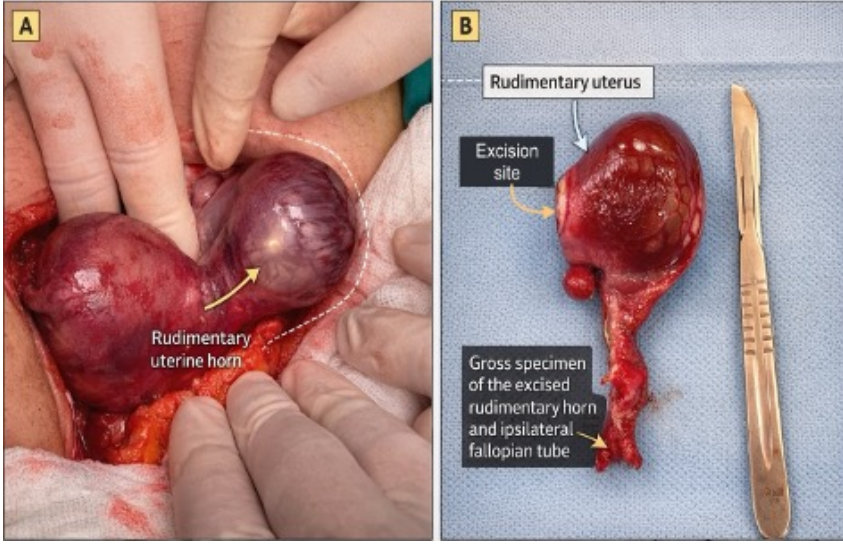 A
Rudimentary
uterine horn
B
Rudimentary uterus
Excision
site
Gross specimen
of the excised
rudimentary horn
and ipsilateral
fallopian tube